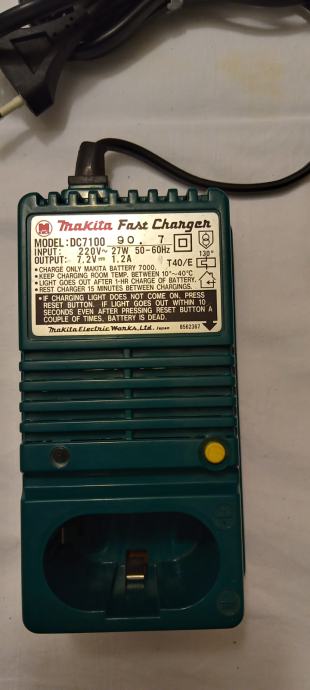 M Makita Fast Charger
MODEL:DC7100 90. 7
INPUT: 220V~ 27W 50-60Hz
OUTPUT: 7.2V⎓ 1.2A
130°
T40/E
•CHARGE ONLY MAKITA BATTERY 7000.
•KEEP CHARGING ROOM TEMP. BETWEEN 10°~40°C
•LIGHT GOES OUT AFTER 1-HR CHARGE OF BATTERY.
•REST CHARGER 15 MINUTES BETWEEN CHARGINGS.
•IF CHARGING LIGHT DOES NOT COME ON, PRESS
RESET BUTTON. IF LIGHT GOES OUT WITHIN 10
SECONDS EVEN AFTER PRESSING RESET BUTTON A
COUPLE OF TIMES, BATTERY IS DEAD.
Makita Electric Works, Ltd. Japan
8562367